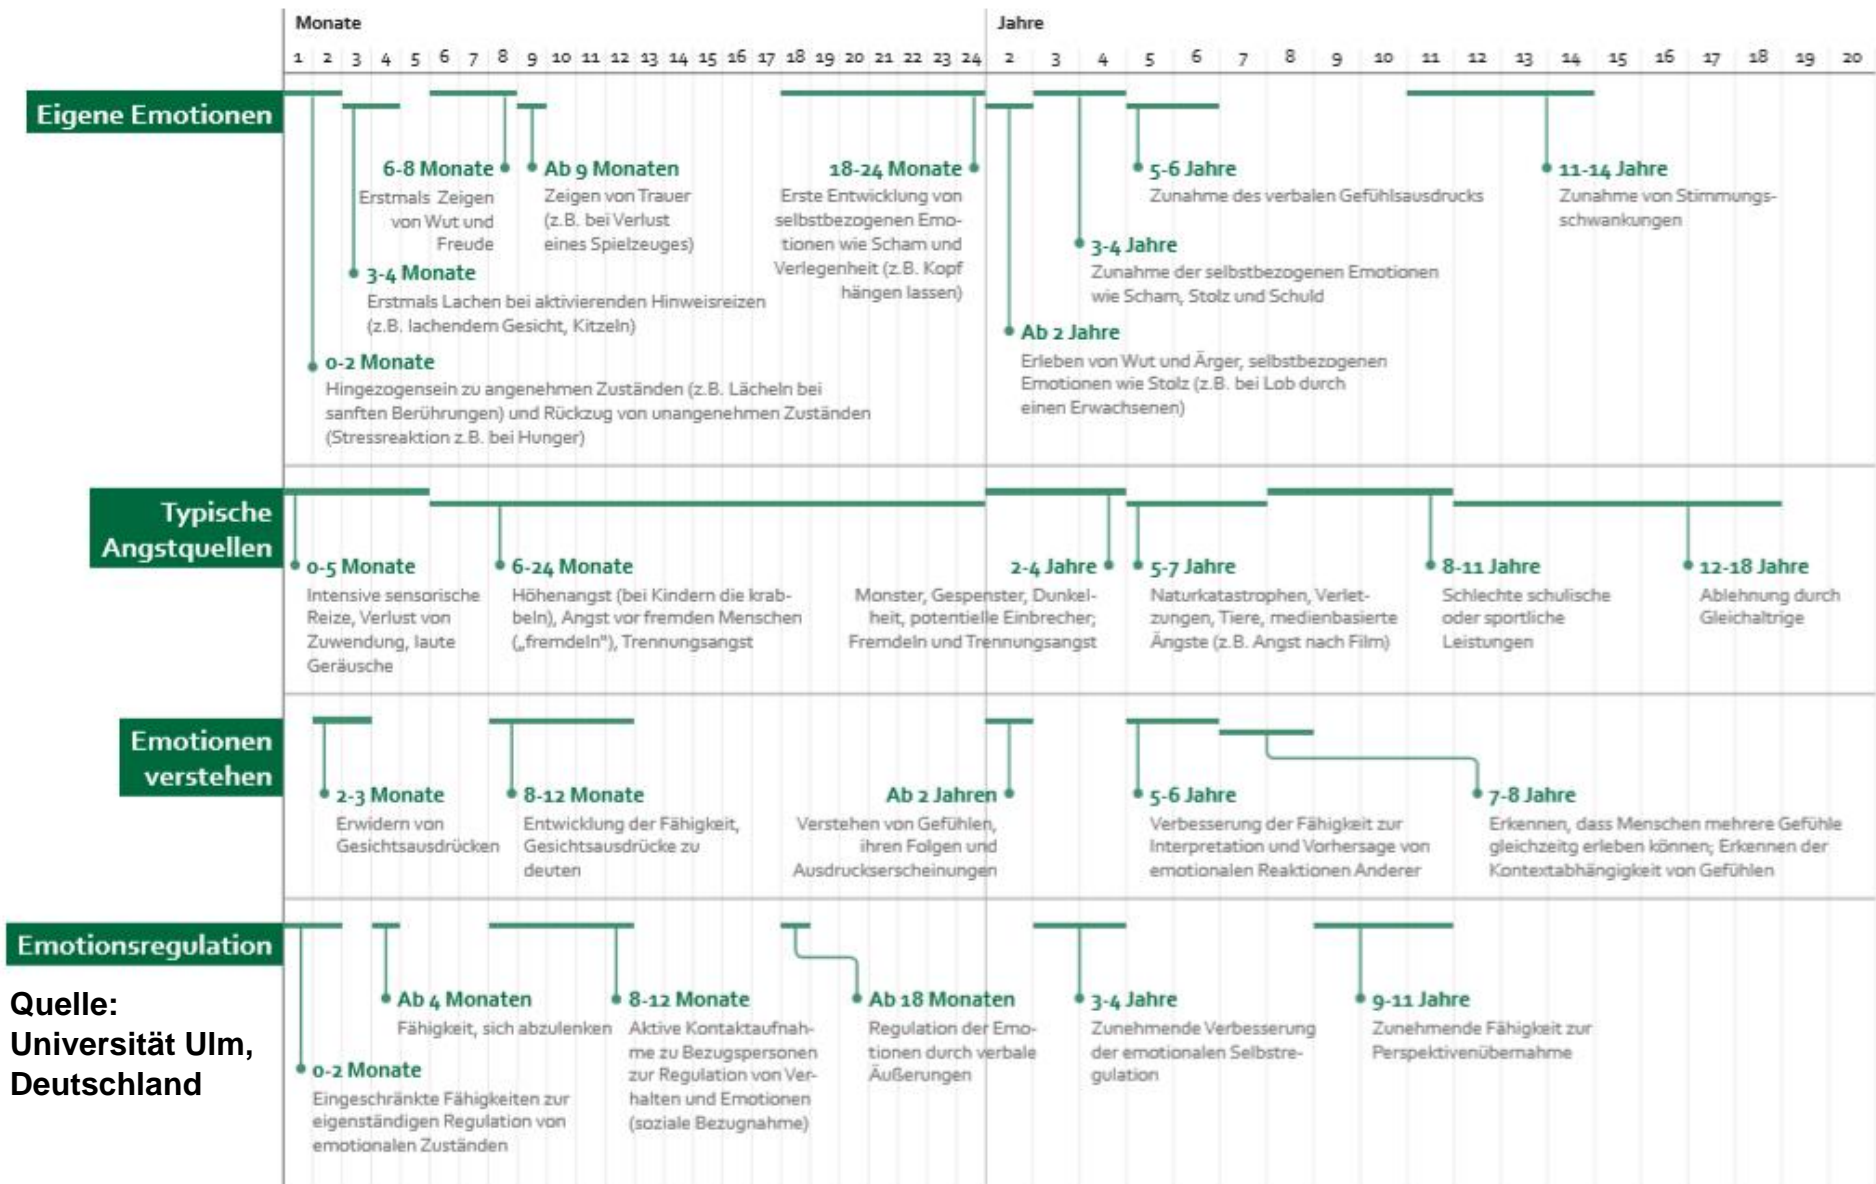 Monate
Jahre
1 2 3 4 5 6 7 8 9 10 11 12 13 14 15 16 17 18 19 20 21 22 23 24 2 3 4 5 6 7 8 9 10 11 12 13 14 15 16 17 18 19 20
Eigene Emotionen
6-8 Monate
Erstmals Zeigen
von Wut und
Freude
Ab 9 Monaten
Zeigen von Trauer
(z.B. bei Verlust
eines Spielzeuges)
18-24 Monate
Erste Entwicklung von
selbstbezogenen Emo-
tionen wie Scham und
Verlegenheit (z.B. Kopf
hängen lassen)
5-6 Jahre
Zunahme des verbalen Gefühlsausdrucks
11-14 Jahre
Zunahme von Stimmungs-
schwankungen
3-4 Monate
Erstmals Lachen bei aktivierenden Hinweisreizen
(z.B. lachendem Gesicht, Kitzeln)
3-4 Jahre
Zunahme der selbstbezogenen Emotionen
wie Scham, Stolz und Schuld
0-2 Monate
Hingezogensein zu angenehmen Zuständen (z.B. Lächeln bei
sanften Berührungen) und Rückzug von unangenehmen Zuständen
(Stressreaktion z.B. bei Hunger)
Ab 2 Jahre
Erleben von Wut und Ärger, selbstbezogenen
Emotionen wie Stolz (z.B. bei Lob durch
einen Erwachsenen)
Typische
Angstquellen
0-5 Monate
Intensive sensorische
Reize, Verlust von
Zuwendung, laute
Geräusche
6-24 Monate
Höhenangst (bei Kindern die krab-
beln), Angst vor fremden Menschen
(„fremdeln"), Trennungsangst
2-4 Jahre
Monster, Gespenster, Dunkel-
heit, potentielle Einbrecher;
Fremdeln und Trennungsangst
5-7 Jahre
Naturkatastrophen, Verlet-
zungen, Tiere, medienbasierte
Ängste (z.B. Angst nach Film)
8-11 Jahre
Schlechte schulische
oder sportliche
Leistungen
12-18 Jahre
Ablehnung durch
Gleichaltrige
Emotionen
verstehen
2-3 Monate
Erwidern von
Gesichtsausdrücken
8-12 Monate
Entwicklung der Fähigkeit,
Gesichtsausdrücke zu
deuten
Ab 2 Jahren
Verstehen von Gefühlen,
ihren Folgen und
Ausdruckserscheinungen
5-6 Jahre
Verbesserung der Fähigkeit zur
Interpretation und Vorhersage von
emotionalen Reaktionen Anderer
7-8 Jahre
Erkennen, dass Menschen mehrere Gefühle
gleichzeitg erleben können; Erkennen der
Kontextabhängigkeit von Gefühlen
Emotionsregulation
Ab 4 Monaten
Fähigkeit, sich abzulenken
8-12 Monate
Aktive Kontaktaufnah-
me zu Bezugspersonen
zur Regulation von Ver-
halten und Emotionen
(soziale Bezugnahme)
Ab 18 Monaten
Regulation der Emo-
tionen durch verbale
Äußerungen
3-4 Jahre
Zunehmende Verbesserung
der emotionalen Selbstre-
gulation
9-11 Jahre
Zunehmende Fähigkeit zur
Perspektivenübernahme
0-2 Monate
Eingeschränkte Fähigkeiten zur
eigenständigen Regulation von
emotionalen Zuständen
Quelle:
Universität Ulm,
Deutschland